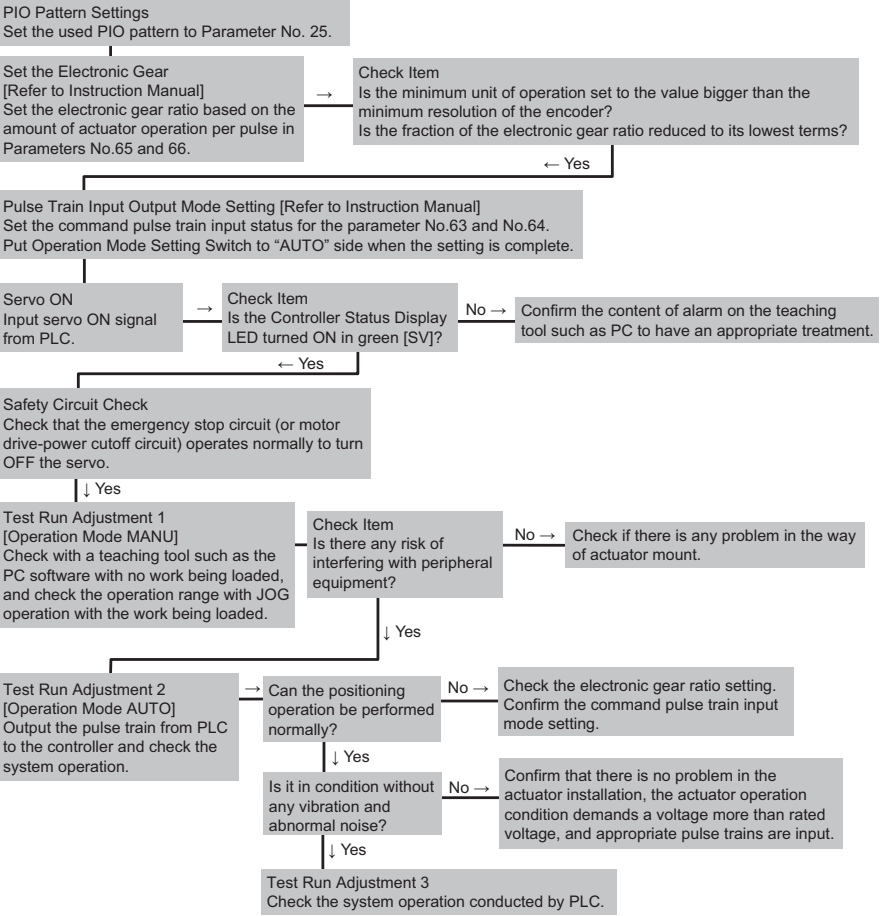 PIO Pattern Settings
Set the used PIO pattern to Parameter No. 25.
Set the Electronic Gear
[Refer to Instruction Manual]
Set the electronic gear ratio based on the
amount of actuator operation per pulse in
Parameters No.65 and 66.
→
Check Item
Is the minimum unit of operation set to the value bigger than the
minimum resolution of the encoder?
Is the fraction of the electronic gear ratio reduced to its lowest terms?
← Yes
Pulse Train Input Output Mode Setting [Refer to Instruction Manual]
Set the command pulse train input status for the parameter No.63 and No.64.
Put Operation Mode Setting Switch to “AUTO” side when the setting is complete.
Servo ON
Input servo ON signal
from PLC.
→
Check Item
Is the Controller Status Display
LED turned ON in green [SV]?
No →
Confirm the content of alarm on the teaching
tool such as PC to have an appropriate treatment.
← Yes
Safety Circuit Check
Check that the emergency stop circuit (or motor
drive-power cutoff circuit) operates normally to turn
OFF the servo.
↓ Yes
Test Run Adjustment 1
[Operation Mode MANU]
Check with a teaching tool such as the
PC software with no work being loaded,
and check the operation range with JOG
operation with the work being loaded.
Check Item
Is there any risk of
interfering with peripheral
equipment?
No →
Check if there is any problem in the way
of actuator mount.
↓ Yes
Test Run Adjustment 2
[Operation Mode AUTO]
Output the pulse train from PLC
to the controller and check the
system operation.
→
Can the positioning
operation be performed
normally?
No →
Check the electronic gear ratio setting.
Confirm the command pulse train input
mode setting.
↓ Yes
Is it in condition without
any vibration and
abnormal noise?
No →
Confirm that there is no problem in the
actuator installation, the actuator operation
condition demands a voltage more than rated
voltage, and appropriate pulse trains are input.
↓ Yes
Test Run Adjustment 3
Check the system operation conducted by PLC.